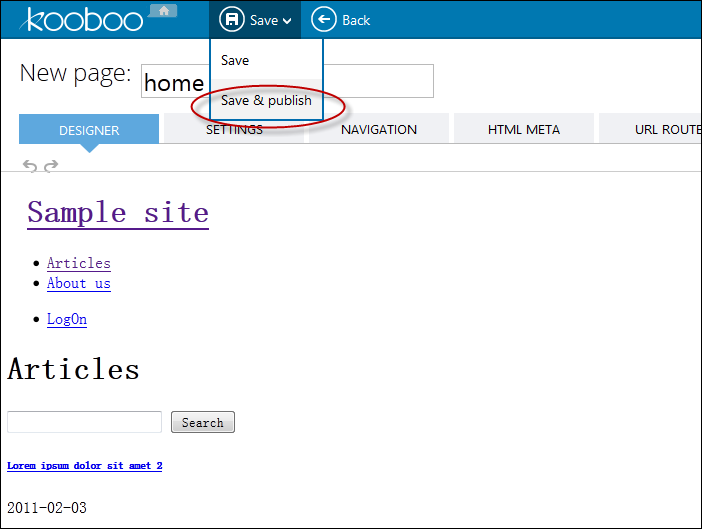 kooboo Save Back
Save
New page: home
Save & publish
DESIGNER SETTINGS NAVIGATION HTML META URL ROUTE
Sample site
Articles
About us
LogOn
Articles
Search
Lorem ipsum dolor sit amet 2
2011-02-03